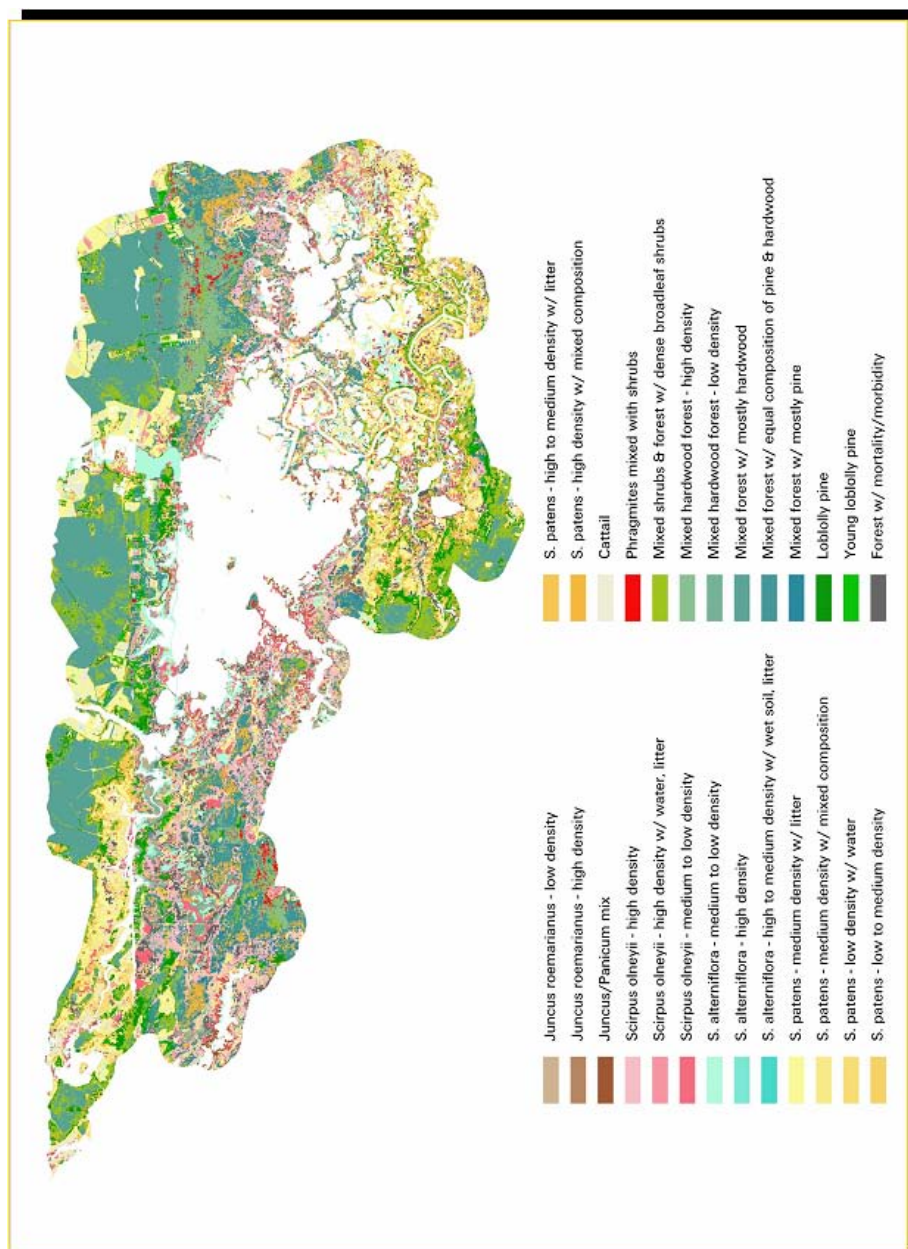 Juncus roemarianus - low density
Juncus roemarianus - high density
Juncus/Panicum mix
Scirpus olneyii - high density
Scirpus olneyii - high density w/ water, litter
Scirpus olneyii - medium to low density
S. alterniflora - medium to low density
S. alterniflora - high density
S. alterniflora - high to medium density w/ wet soil, litter
S. patens - medium density w/ litter
S. patens - medium density w/ mixed composition
S. patens - low density w/ water
S. patens - low to medium density
S. patens - high to medium density w/ litter
S. patens - high density w/ mixed composition
Cattail
Phragmites mixed with shrubs
Mixed shrubs & forest w/ dense broadleaf shrubs
Mixed hardwood forest - high density
Mixed hardwood forest - low density
Mixed forest w/ mostly hardwood
Mixed forest w/ equal composition of pine & hardwood
Mixed forest w/ mostly pine
Loblolly pine
Young loblolly pine
Forest w/ mortality/morbidity